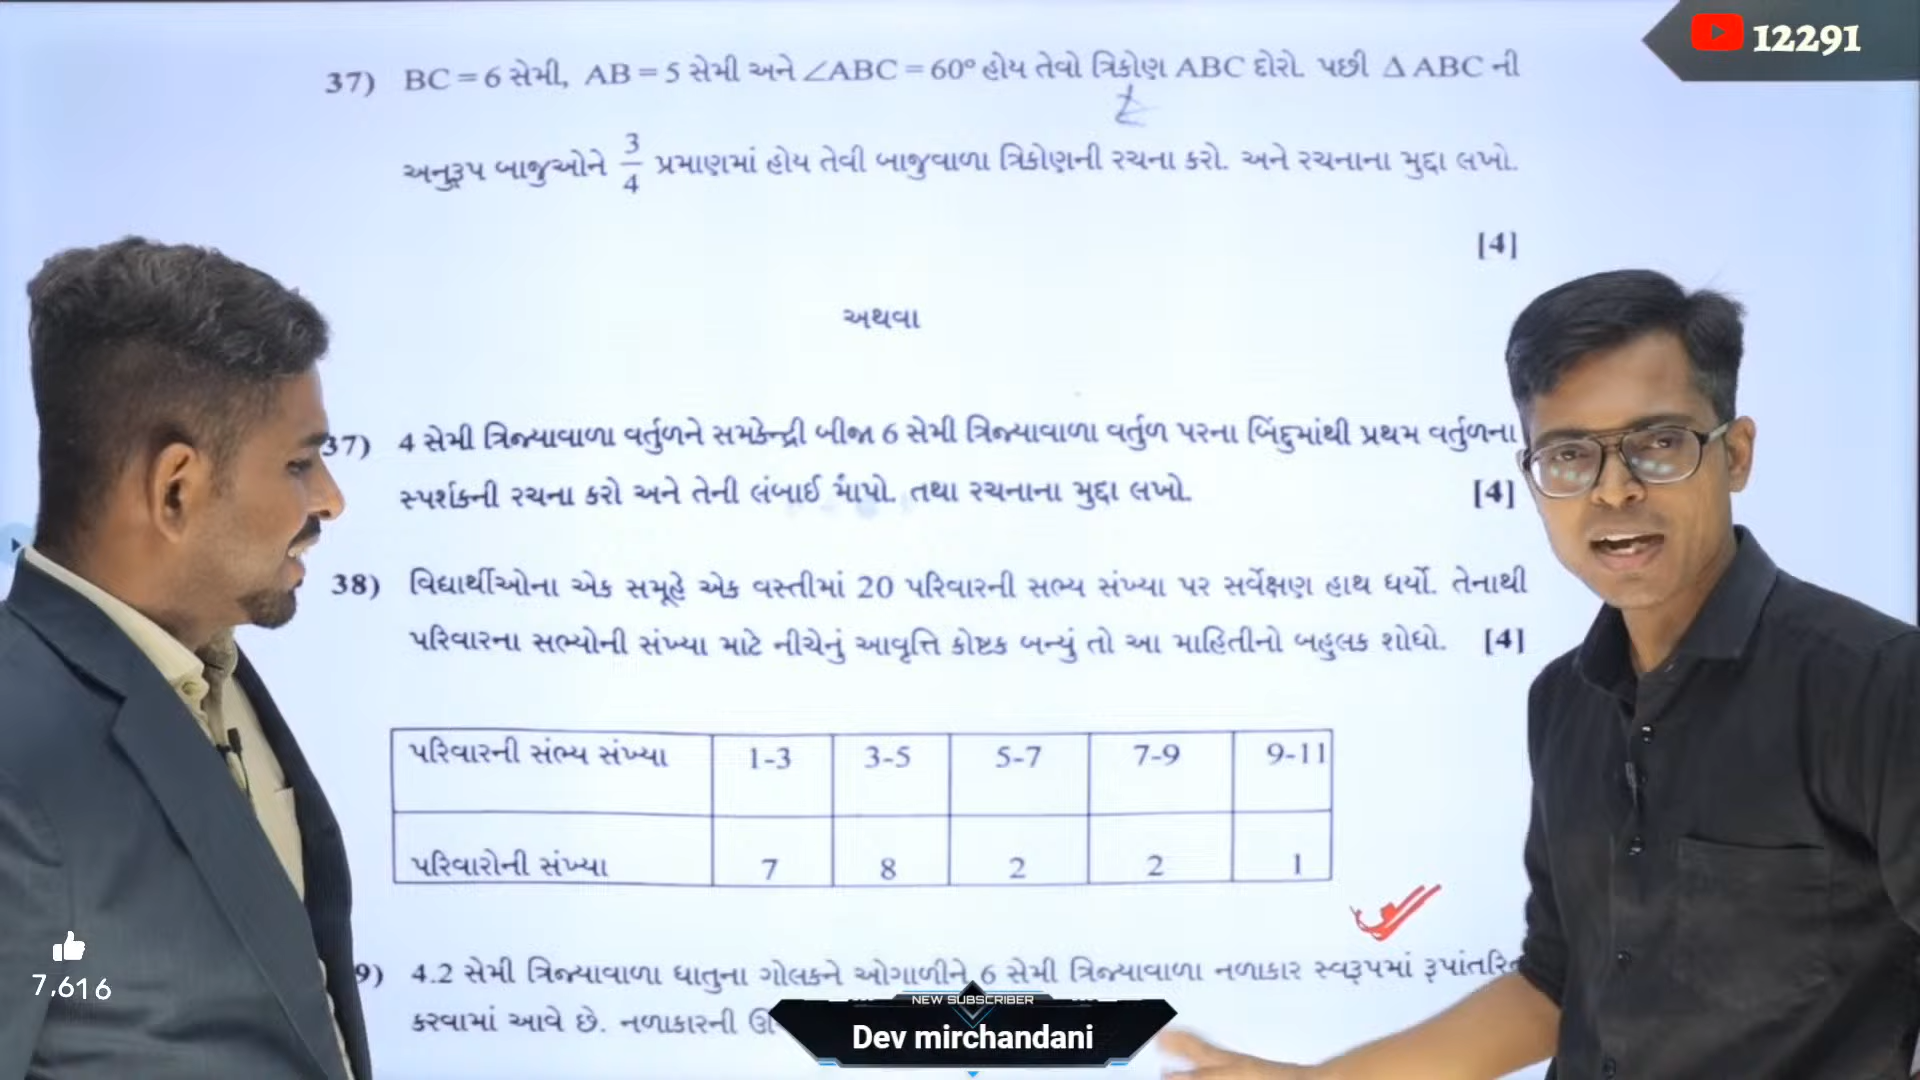 12291
37) BC = 6 સેમી, AB = 5 સેમી અને ∠ABC = 60° હોય તેવો ત્રિકોણ ABC દોરો. પછી Δ ABC ની
અનુરૂપ બાજુઓને 3/4 પ્રમાણમાં હોય તેવી બાજુવાળા ત્રિકોણની રચના કરો. અને રચનાના મુદ્દા લખો.
[4]
અથવા
37) 4 સેમી ત્રિજ્યાવાળા વર્તુળને સમકેન્દ્રી બીજા 6 સેમી ત્રિજ્યાવાળા વર્તુળ પરના બિંદુમાંથી પ્રથમ વર્તુળના
સ્પર્શકની રચના કરો અને તેની લંબાઈ માપો. તથા રચનાના મુદ્દા લખો. [4]
38) વિદ્યાર્થીઓના એક સમૂહે એક વસ્તીમાં 20 પરિવારની સભ્ય સંખ્યા પર સર્વેક્ષણ હાથ ધર્યો. તેનાથી
પરિવારના સભ્યોની સંખ્યા માટે નીચેનું આવૃત્તિ કોષ્ટક બન્યું તો આ માહિતીનો બહુલક શોધો. [4]
પરિવારની સંભ્ય સંખ્યા 1-3 3-5 5-7 7-9 9-11
પરિવારોની સંખ્યા 7 8 2 2 1
9) 4.2 સેમી ત્રિજ્યાવાળા ધાતુના ગોલકને ઓગાળીને 6 સેમી ત્રિજ્યાવાળા નળાકાર સ્વરૂપમાં
કરવામાં આવે છે. નળાકારની
7,616
NEW SUBSCRIBER
Dev mirchandani